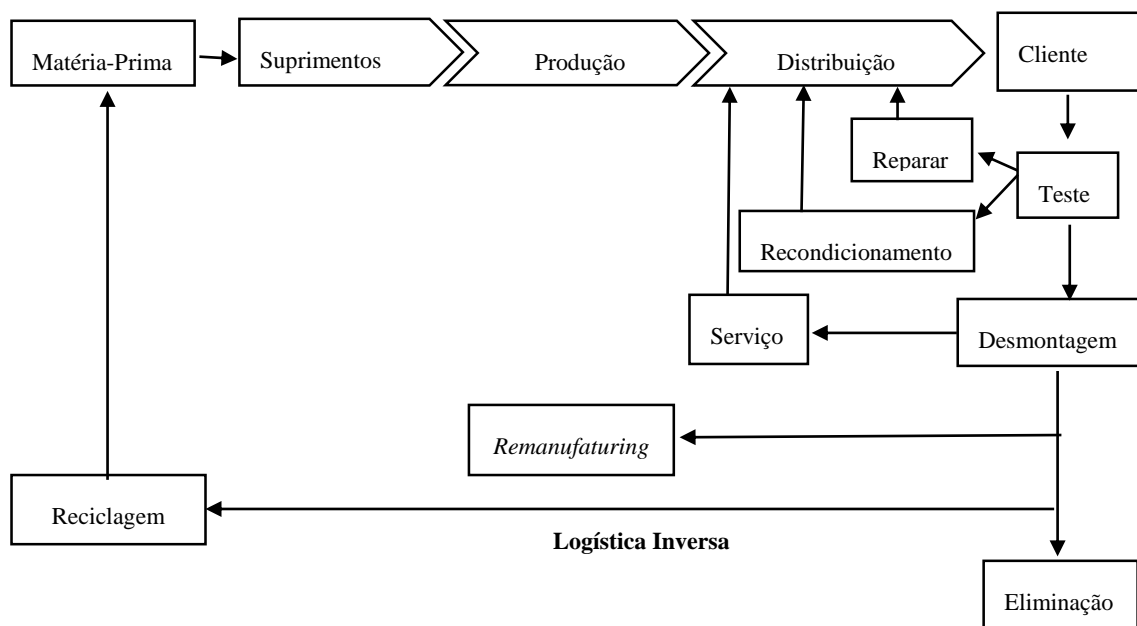 Matéria-Prima
Suprimentos
Produção
Distribuição
Cliente
Reparar
Teste
Recondicionamento
Serviço
Desmontagem
Remanufaturing
Reciclagem
Logística Inversa
Eliminação